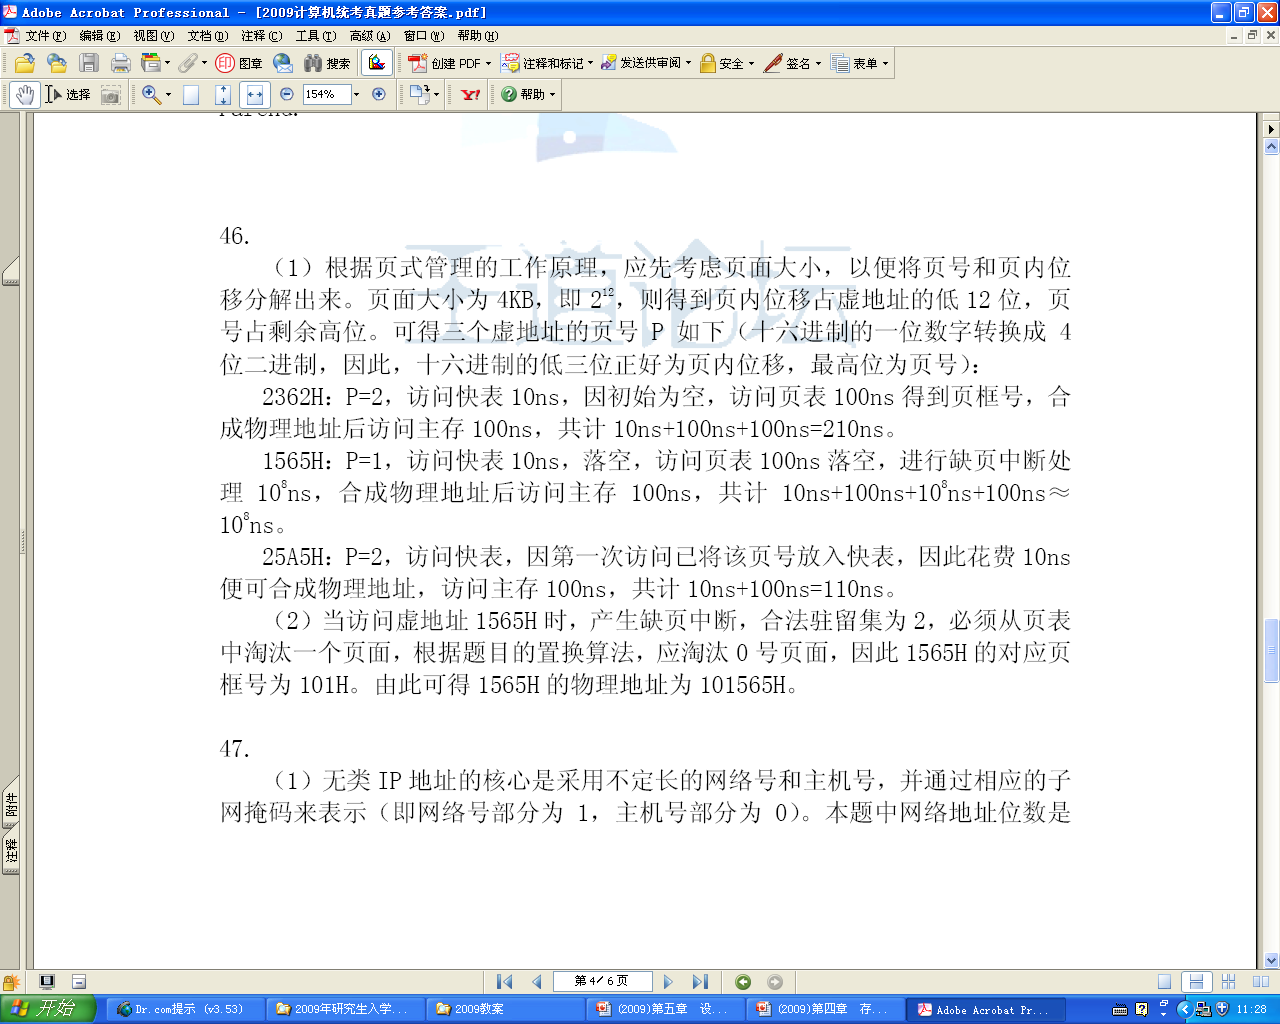 Adobe Acrobat Professional - [2009计算机统考真题参考答案.pdf]
文件(F) 编辑(E) 视图(V) 文档(D) 注释(C) 工具(T) 高级(A) 窗口(W) 帮助(H)
图章 搜索 创建 PDF 注释和标记 发送供审阅 安全 签名 表单
选择 154% 帮助
46.
（1）根据页式管理的工作原理，应先考虑页面大小，以便将页号和页内位
移分解出来。页面大小为 4KB，即 2¹²，则得到页内位移占虚地址的低 12 位，页
号占剩余高位。可得三个虚地址的页号 P 如下（十六进制的一位数字转换成 4
位二进制，因此，十六进制的低三位正好为页内位移，最高位为页号）：
2362H：P=2，访问快表 10ns，因初始为空，访问页表 100ns 得到页框号，合
成物理地址后访问主存 100ns，共计 10ns+100ns+100ns=210ns。
1565H：P=1，访问快表 10ns，落空，访问页表 100ns 落空，进行缺页中断处
理 10⁸ns，合成物理地址后访问主存 100ns，共计 10ns+100ns+10⁸ns+100ns≈
10⁸ns。
25A5H：P=2，访问快表，因第一次访问已将该页号放入快表，因此花费 10ns
便可合成物理地址，访问主存 100ns，共计 10ns+100ns=110ns。
（2）当访问虚地址 1565H 时，产生缺页中断，合法驻留集为 2，必须从页表
中淘汰一个页面，根据题目的置换算法，应淘汰 0 号页面，因此 1565H 的对应页
框号为 101H。由此可得 1565H 的物理地址为 101565H。
47.
（1）无类 IP 地址的核心是采用不定长的网络号和主机号，并通过相应的子
网掩码来表示（即网络号部分为 1，主机号部分为 0）。本题中网络地址位数是
附件
注释
第 4/6 页
开始 Dr.com提示 (v3.53) 2009年研究生入学... 2009教案 (2009)第五章 设... (2009)第四章 存... Adobe Acrobat Pr... 11:28